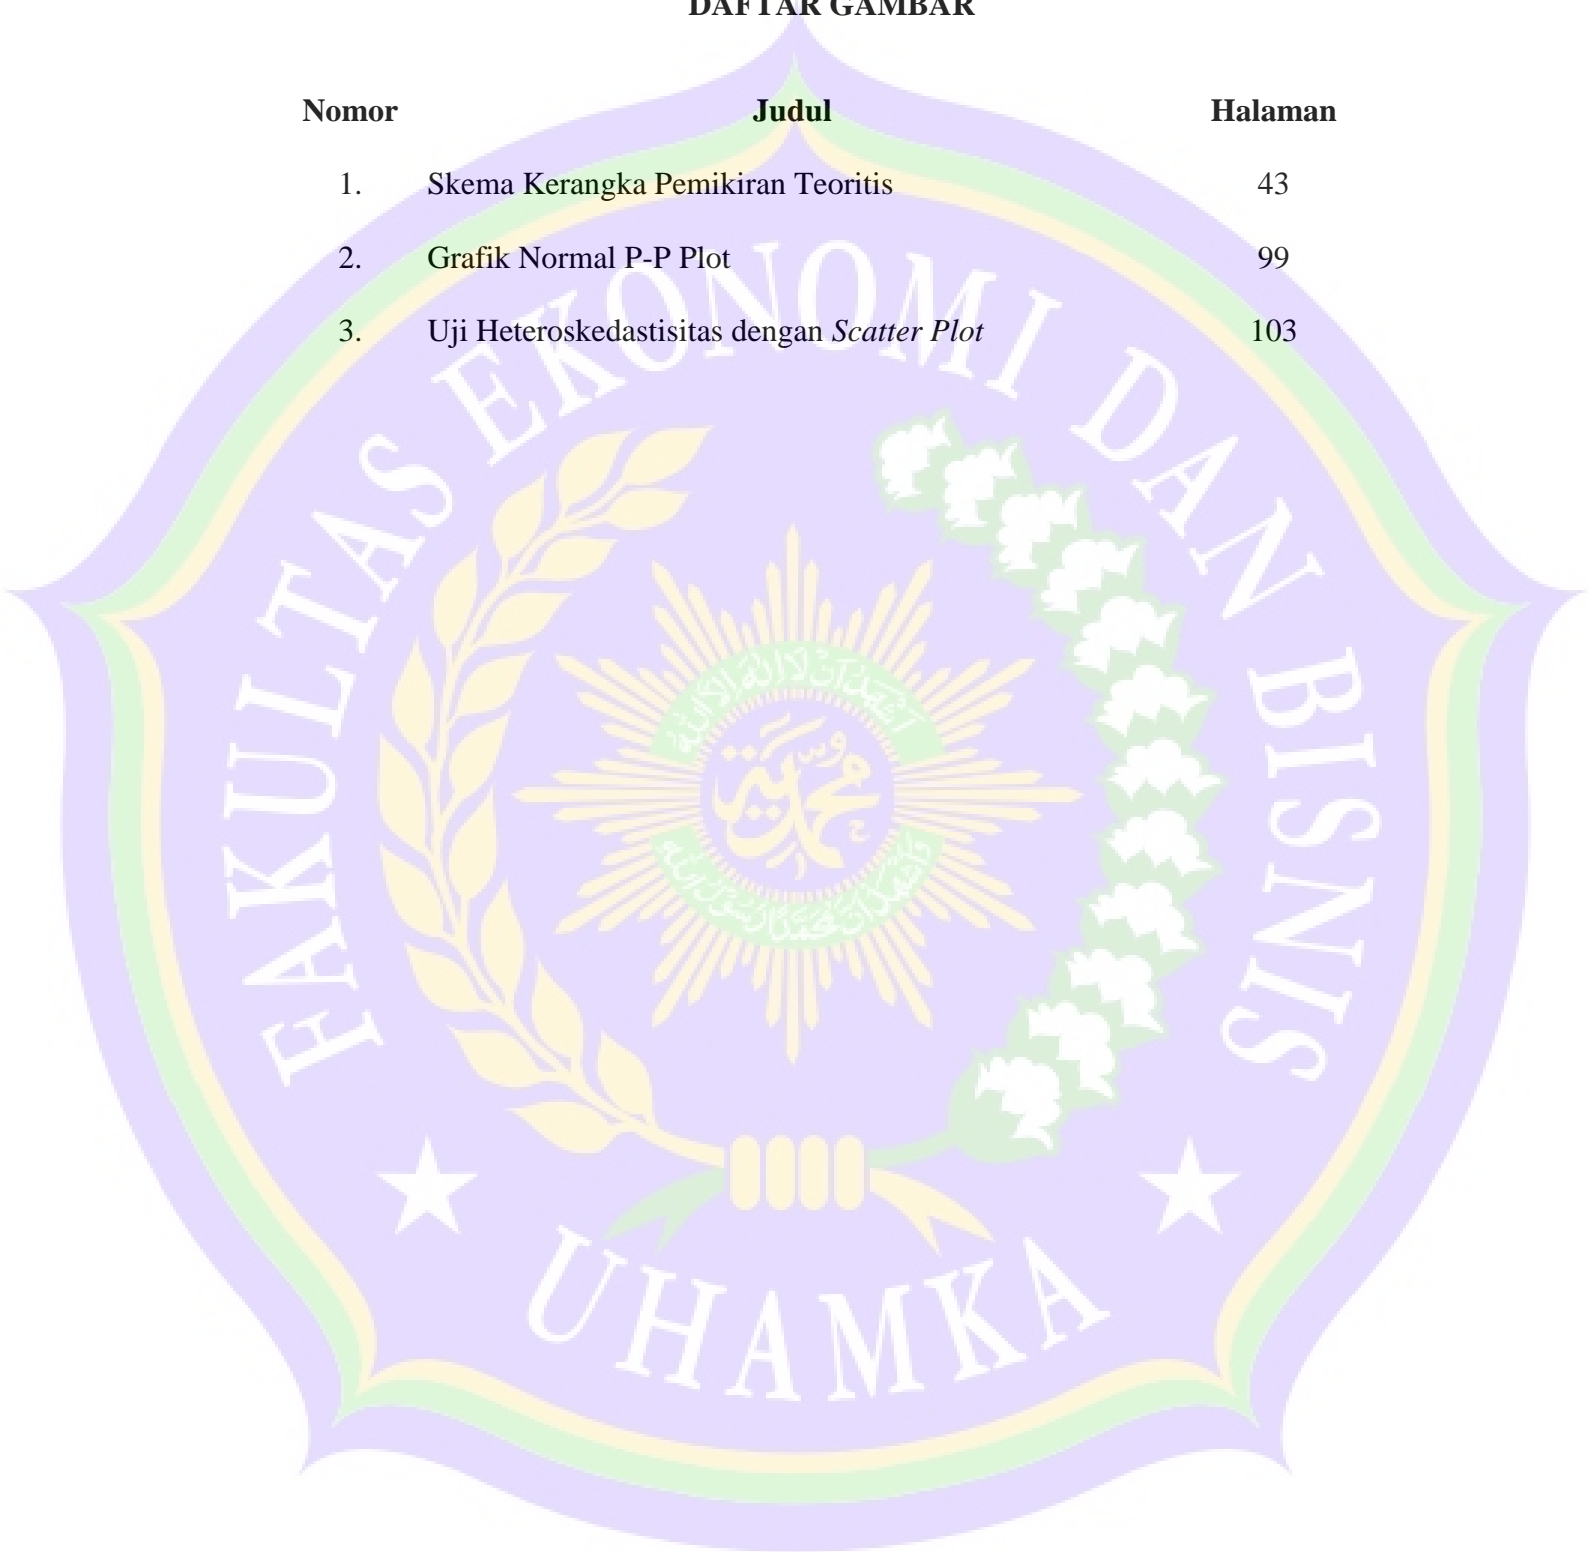 DAFTAR GAMBAR
Nomor Judul Halaman
1. Skema Kerangka Pemikiran Teoritis 43
2. Grafik Normal P-P Plot 99
3. Uji Heteroskedastisitas dengan Scatter Plot 103
FAKULTAS EKONOMI DAN BISNIS
محمدية
UHAMKA